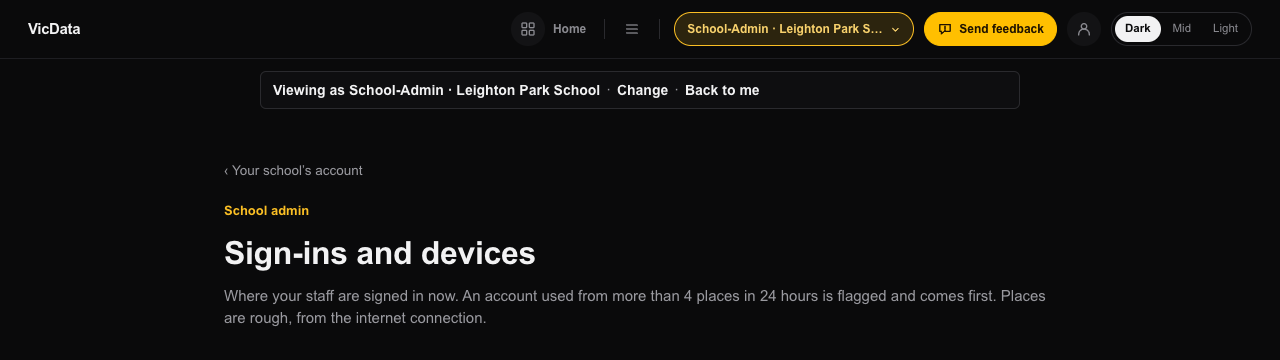 VicData
Home
School-Admin · Leighton Park S...
Send feedback
Dark
Mid
Light
Viewing as School-Admin · Leighton Park School · Change · Back to me
‹ Your school's account
School admin
Sign-ins and devices
Where your staff are signed in now. An account used from more than 4 places in 24 hours is flagged and comes first. Places
are rough, from the internet connection.